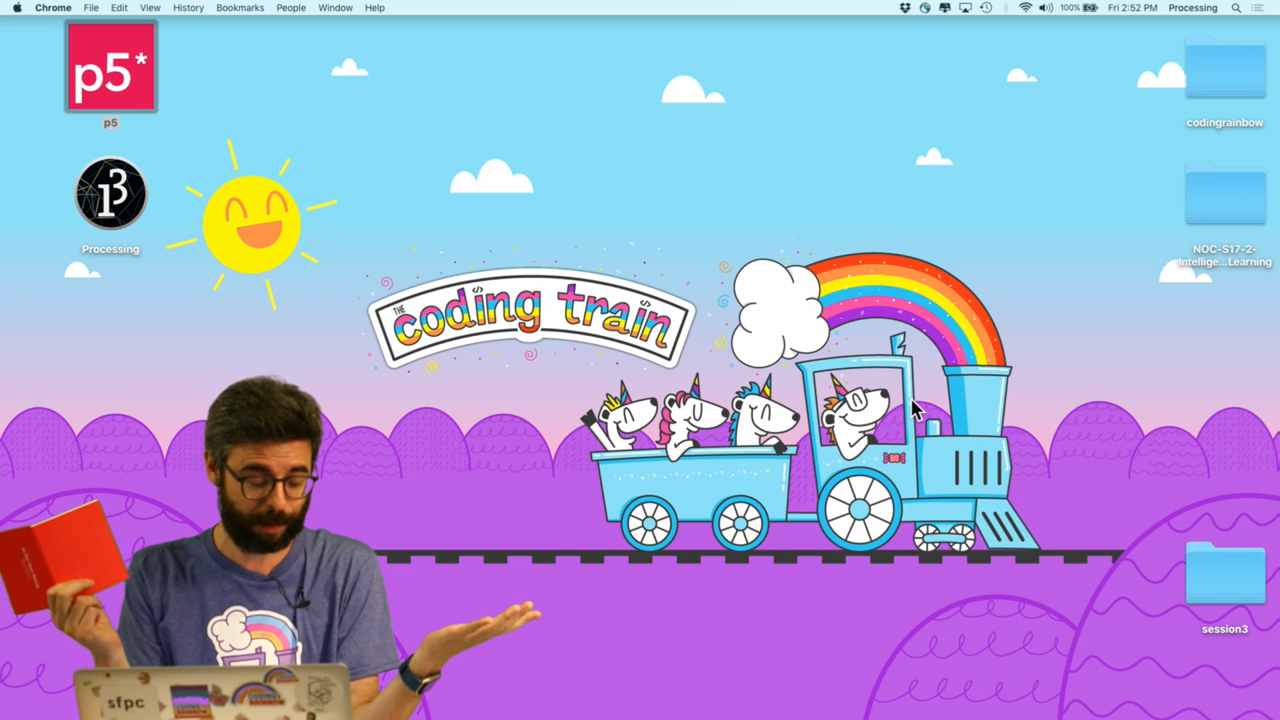 Chrome File Edit View History Bookmarks People Window Help
100% Fri 2:52 PM Processing
p5*
p5
Processing
THE
coding train
codingrainbow
NOC-S17-2-
Intellige...Learning
session3
sfpc